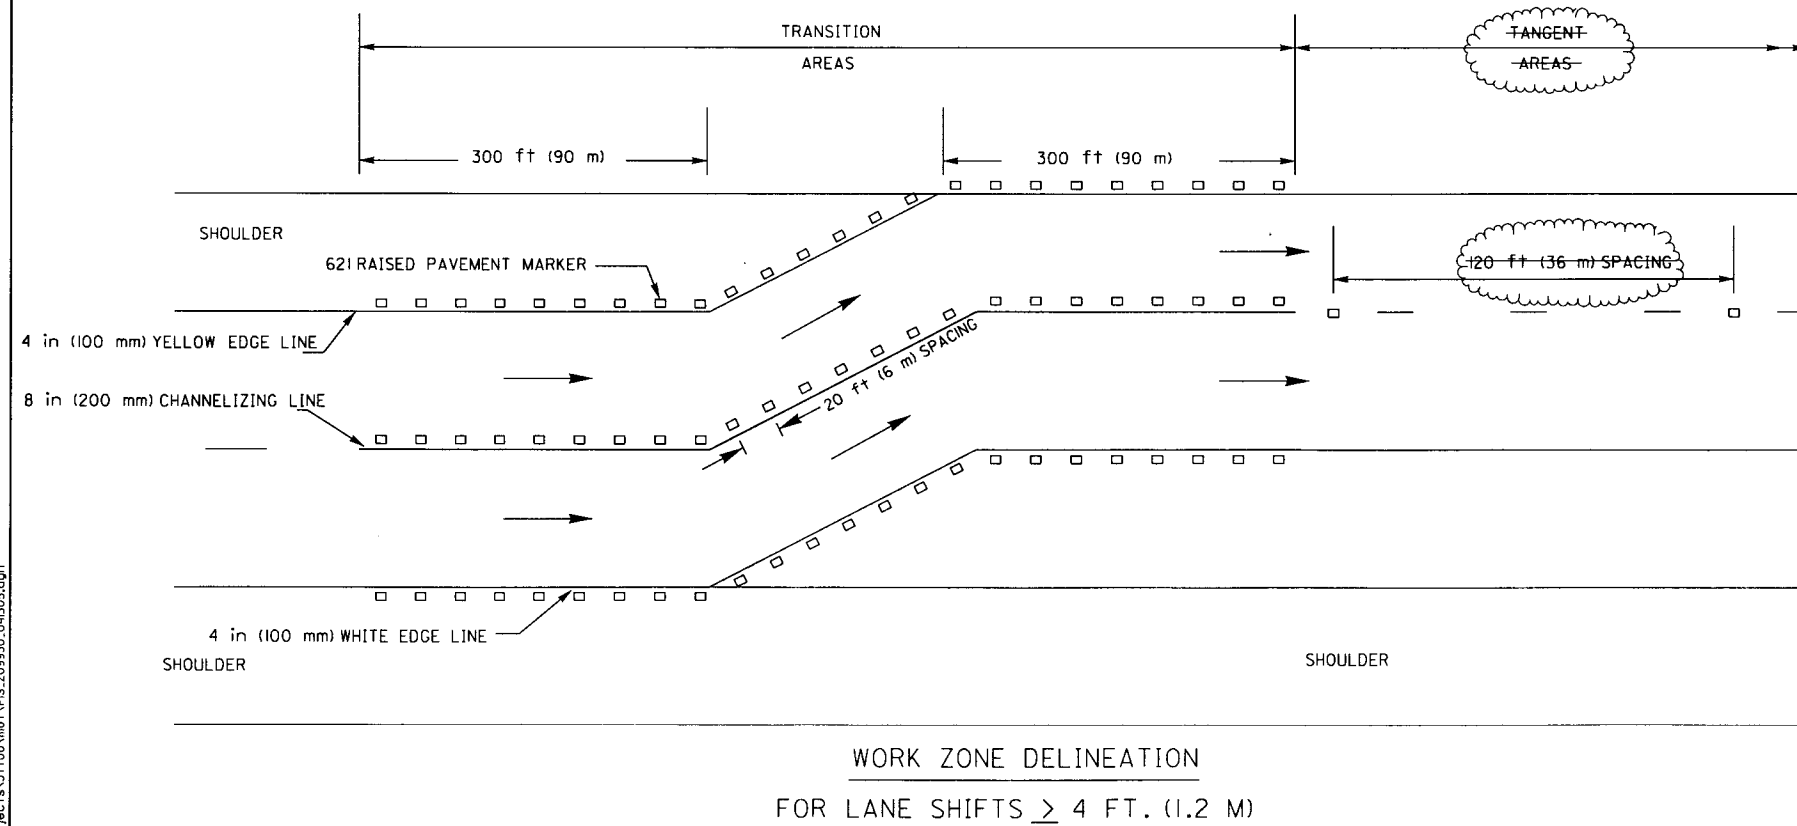 TRANSITION
AREAS
TANGENT
AREAS
300 ft (90 m)
300 ft (90 m)
SHOULDER
621 RAISED PAVEMENT MARKER
120 ft (36 m) SPACING
4 in (100 mm) YELLOW EDGE LINE
20 ft (6 m) SPACING
8 in (200 mm) CHANNELIZING LINE
4 in (100 mm) WHITE EDGE LINE
SHOULDER
SHOULDER
WORK ZONE DELINEATION
FOR LANE SHIFTS ≥ 4 FT. (1.2 M)